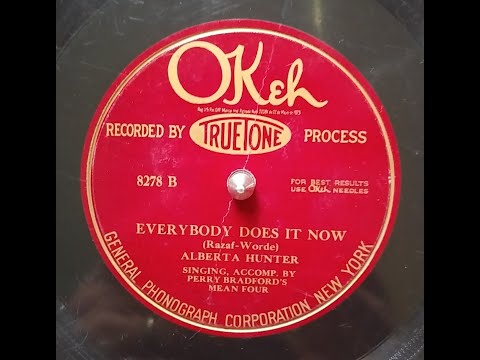 OKeh
RECORDED BY TRUETONE PROCESS
8278 B
FOR BEST RESULTS
USE OKeh NEEDLES
EVERYBODY DOES IT NOW
(Razaf-Worde)
ALBERTA HUNTER
SINGING, ACCOMP. BY
PERRY BRADFORD'S
MEAN FOUR
GENERAL PHONOGRAPH CORPORATION NEW YORK